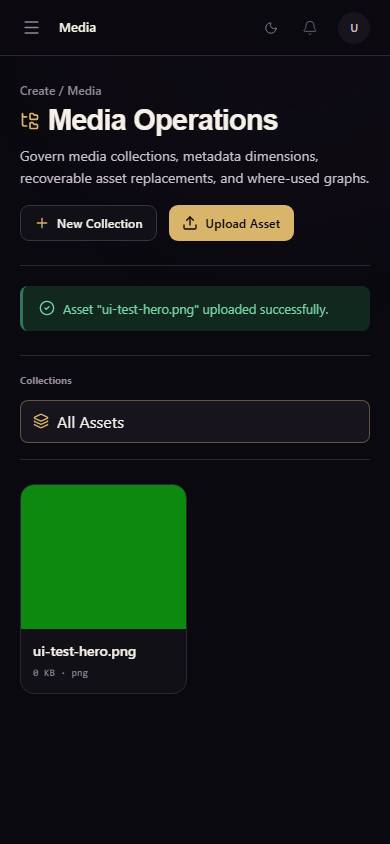 Media
U
Create / Media
Media Operations
Govern media collections, metadata dimensions,
recoverable asset replacements, and where-used graphs.
New Collection
Upload Asset
Asset "ui-test-hero.png" uploaded successfully.
Collections
All Assets
ui-test-hero.png
0 KB · png